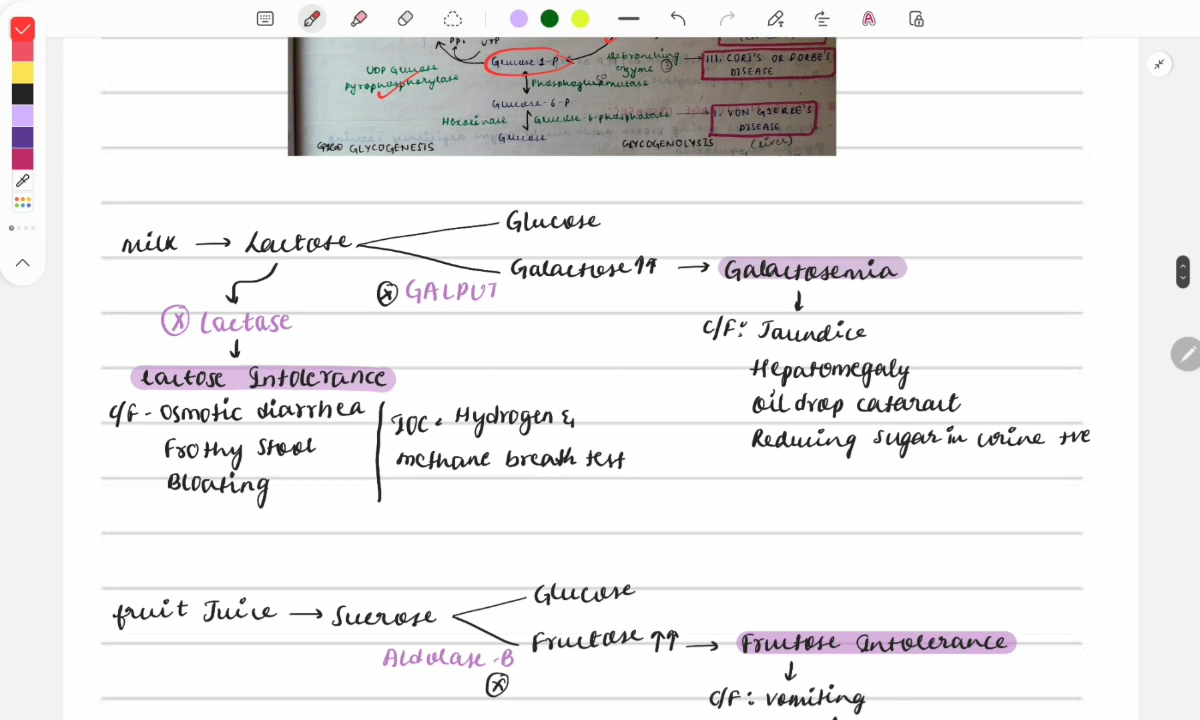 PPi UTP
Glucose 1-P
debranching
enzyme
III. CORI'S OR FORBE'S
DISEASE
UDP Glucose
Pyrophosphorylase
Phosphoglucomutase
Glucose-6-P
Hexokinase
Glucose-6-phosphatase
I. VON GIERKE'S
DISEASE
Glucose
GLYCOGENESIS
GLYCOGENOLYSIS
(liver)
Milk → Lactose
Glucose
Galactose ↑↑ → Galactosemia
ⓧ GALPUT
ⓧ Lactase
Lactose Intolerance
C/F - Osmotic diarrhea
Frothy Stool
Bloating
IOC: Hydrogen &
methane breath test
C/F: Jaundice
Hepatomegaly
Oil drop cataract
Reducing sugar in urine +ve
Fruit Juice → Sucrose
Glucose
Fructose ↑↑ → Fructose Intolerance
Aldolase-B
ⓧ
C/F: Vomiting